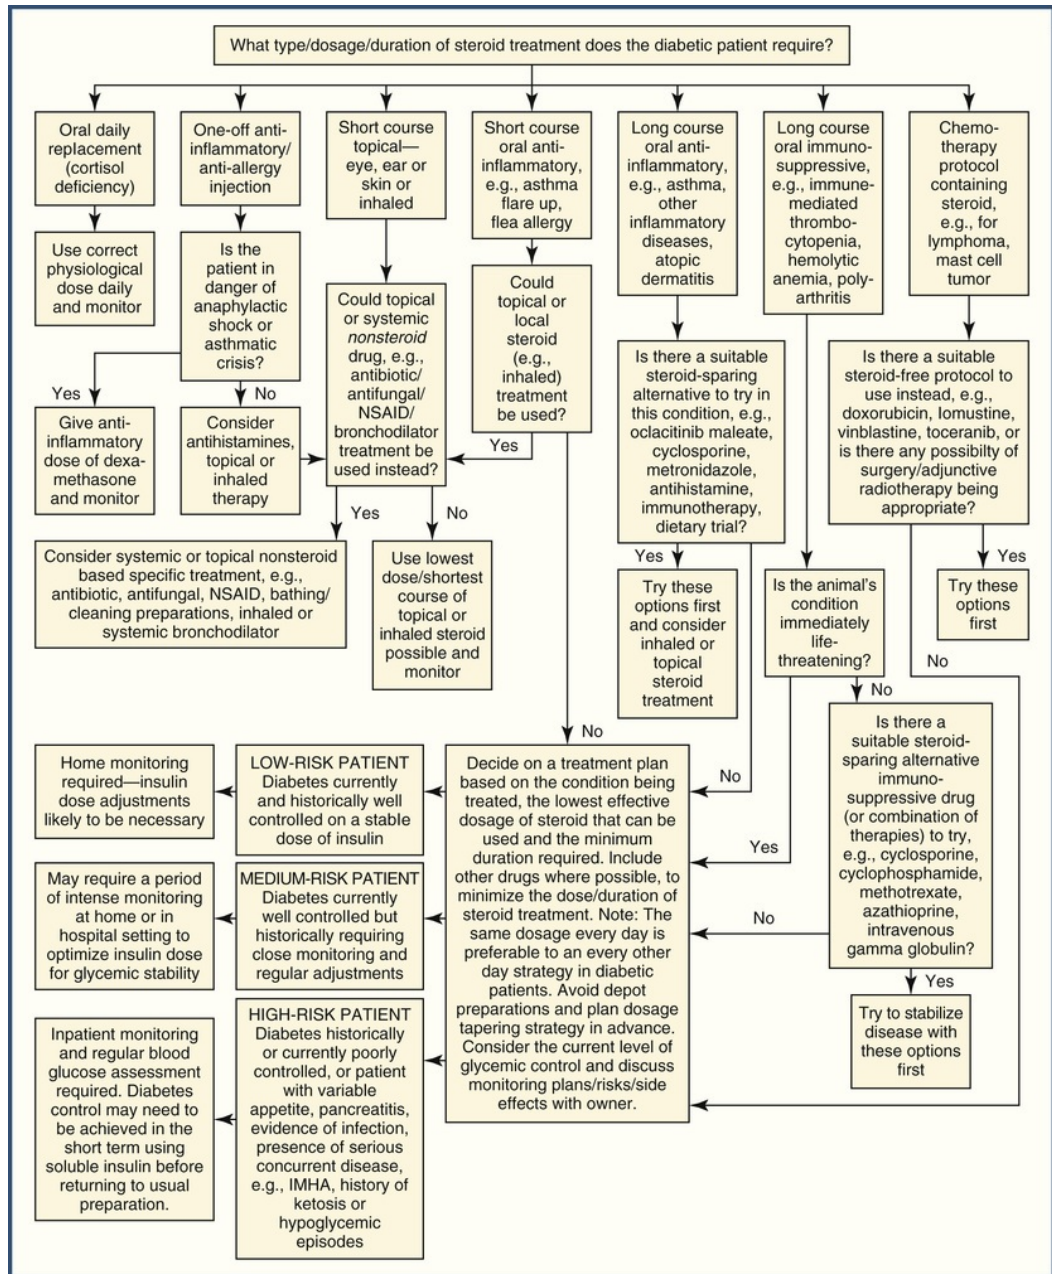 What type/dosage/duration of steroid treatment does the diabetic patient require?
Oral daily
replacement
(cortisol
deficiency)
Use correct
physiological
dose daily
and monitor
One-off anti-
inflammatory/
anti-allergy
injection
Is the
patient in
danger of
anaphylactic
shock or
asthmatic
crisis?
Yes
No
Give anti-
inflammatory
dose of dexa-
methasone
and monitor
Consider
antihistamines,
topical or
inhaled
therapy
Short course
topical—
eye, ear or
skin or
inhaled
Could topical
or systemic
nonsteroid
drug, e.g.,
antibiotic/
antifungal/
NSAID/
bronchodilator
treatment be
used instead?
Yes
No
Consider systemic or topical nonsteroid
based specific treatment, e.g.,
antibiotic, antifungal, NSAID, bathing/
cleaning preparations, inhaled or
systemic bronchodilator
Use lowest
dose/shortest
course of
topical or
inhaled steroid
possible and
monitor
Short course
oral anti-
inflammatory,
e.g., asthma
flare up,
flea allergy
Could
topical or
local
steroid
(e.g.,
inhaled)
treatment
be used?
Yes
No
Long course
oral anti-
inflammatory,
e.g., asthma,
other
inflammatory
diseases,
atopic
dermatitis
Is there a suitable
steroid-sparing
alternative to try in
this condition, e.g.,
oclacitinib maleate,
cyclosporine,
metronidazole,
antihistamine,
immunotherapy,
dietary trial?
Yes
No
Try these
options first
and consider
inhaled or
topical
steroid
treatment
Long course
oral immuno-
suppressive,
e.g., immune-
mediated
thrombo-
cytopenia,
hemolytic
anemia, poly-
arthritis
Is the animal's
condition
immediately
life-
threatening?
Yes
No
Is there a
suitable steroid-
sparing alternative
immuno-
suppressive drug
(or combination of
therapies) to try,
e.g., cyclosporine,
cyclophosphamide,
methotrexate,
azathioprine,
intravenous
gamma globulin?
No
Yes
Try to stabilize
disease with
these options
first
Chemo-
therapy
protocol
containing
steroid,
e.g., for
lymphoma,
mast cell
tumor
Is there a suitable
steroid-free protocol to
use instead, e.g.,
doxorubicin, lomustine,
vinblastine, toceranib, or
is there any possibilty of
surgery/adjunctive
radiotherapy being
appropriate?
Yes
No
Try these
options
first
Decide on a treatment plan
based on the condition being
treated, the lowest effective
dosage of steroid that can be
used and the minimum
duration required. Include
other drugs where possible, to
minimize the dose/duration of
steroid treatment. Note: The
same dosage every day is
preferable to an every other
day strategy in diabetic
patients. Avoid depot
preparations and plan dosage
tapering strategy in advance.
Consider the current level of
glycemic control and discuss
monitoring plans/risks/side
effects with owner.
LOW-RISK PATIENT
Diabetes currently
and historically well
controlled on a stable
dose of insulin
Home monitoring
required—insulin
dose adjustments
likely to be necessary
MEDIUM-RISK PATIENT
Diabetes currently
well controlled but
historically requiring
close monitoring and
regular adjustments
May require a period
of intense monitoring
at home or in
hospital setting to
optimize insulin dose
for glycemic stability
HIGH-RISK PATIENT
Diabetes historically
or currently poorly
controlled, or patient
with variable
appetite, pancreatitis,
evidence of infection,
presence of serious
concurrent disease,
e.g., IMHA, history of
ketosis or
hypoglycemic
episodes
Inpatient monitoring
and regular blood
glucose assessment
required. Diabetes
control may need to
be achieved in the
short term using
soluble insulin before
returning to usual
preparation.